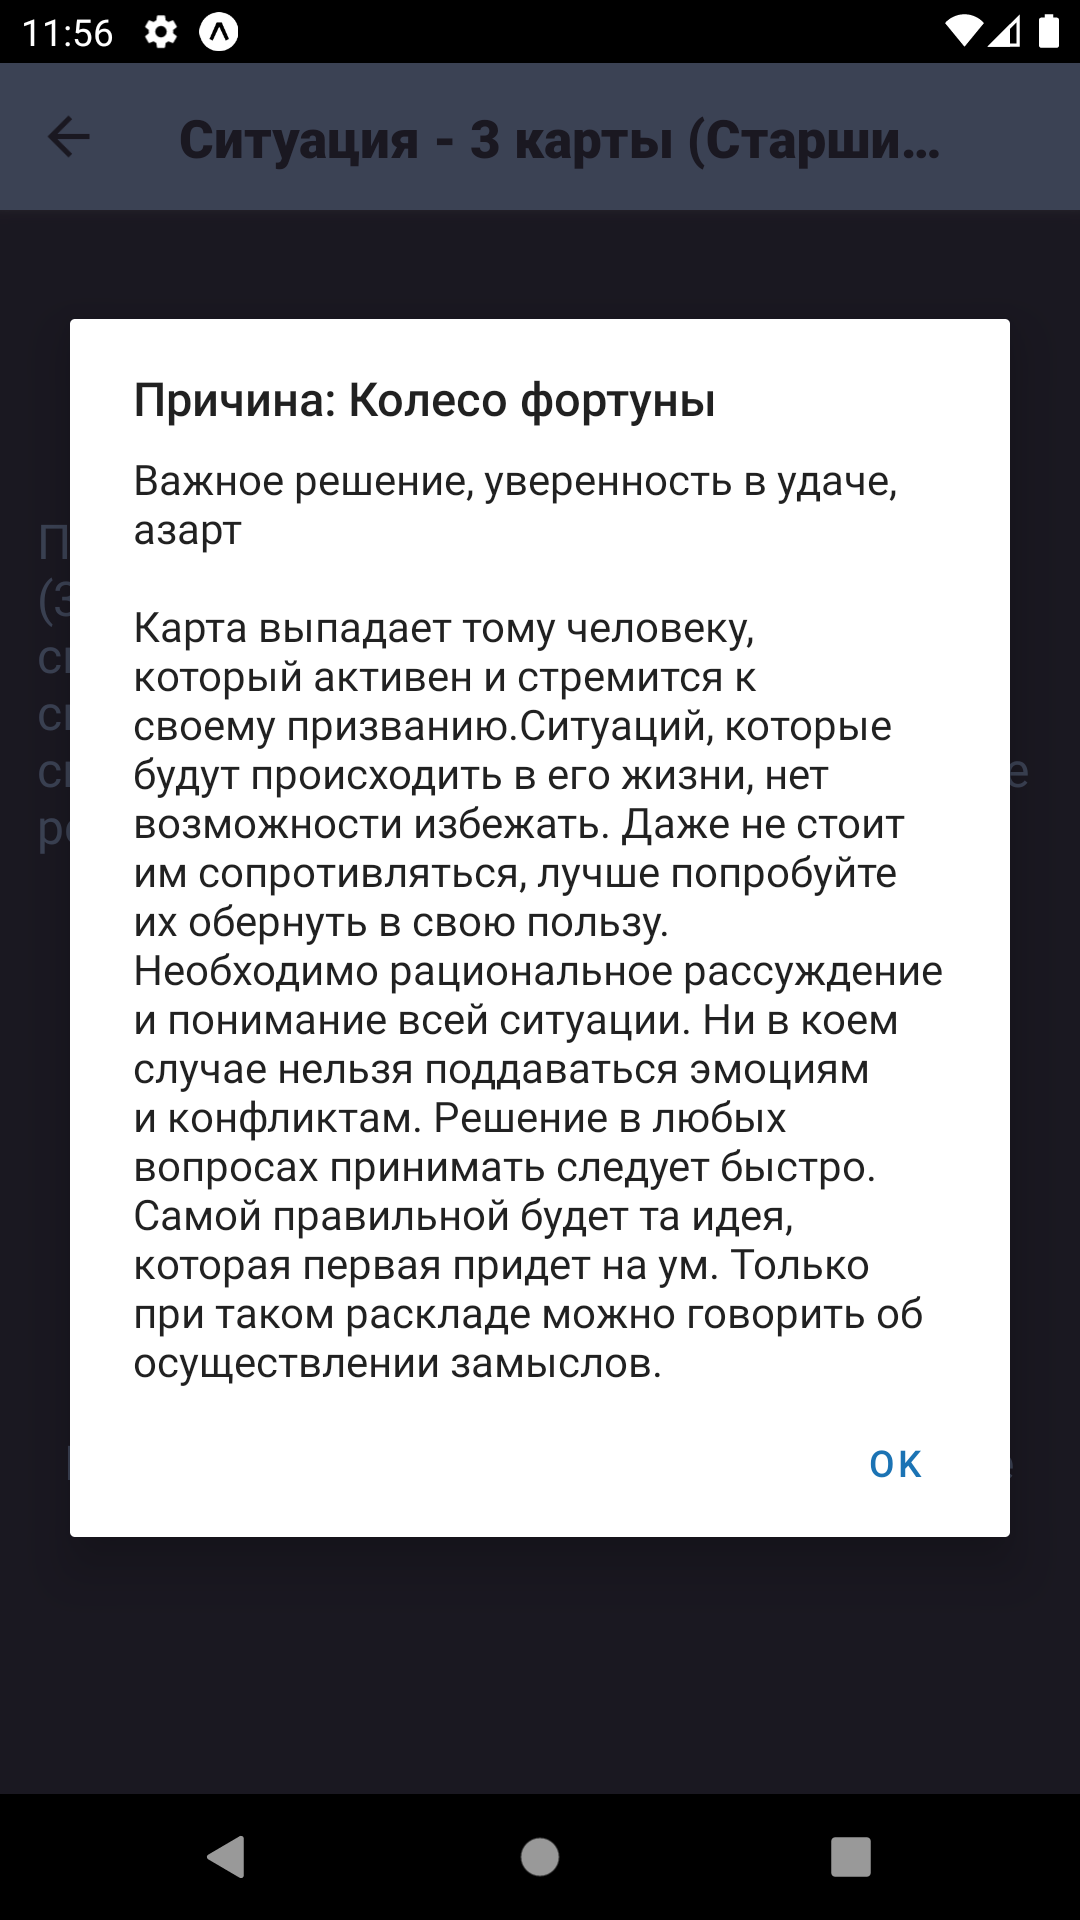 11:56
Ситуация - 3 карты (Старши...
Причина: Колесо фортуны
Важное решение, уверенность в удаче,
азарт
Карта выпадает тому человеку,
который активен и стремится к
своему призванию.Ситуаций, которые
будут происходить в его жизни, нет
возможности избежать. Даже не стоит
им сопротивляться, лучше попробуйте
их обернуть в свою пользу.
Необходимо рациональное рассуждение
и понимание всей ситуации. Ни в коем
случае нельзя поддаваться эмоциям
и конфликтам. Решение в любых
вопросах принимать следует быстро.
Самой правильной будет та идея,
которая первая придет на ум. Только
при таком раскладе можно говорить об
осуществлении замыслов.
OK